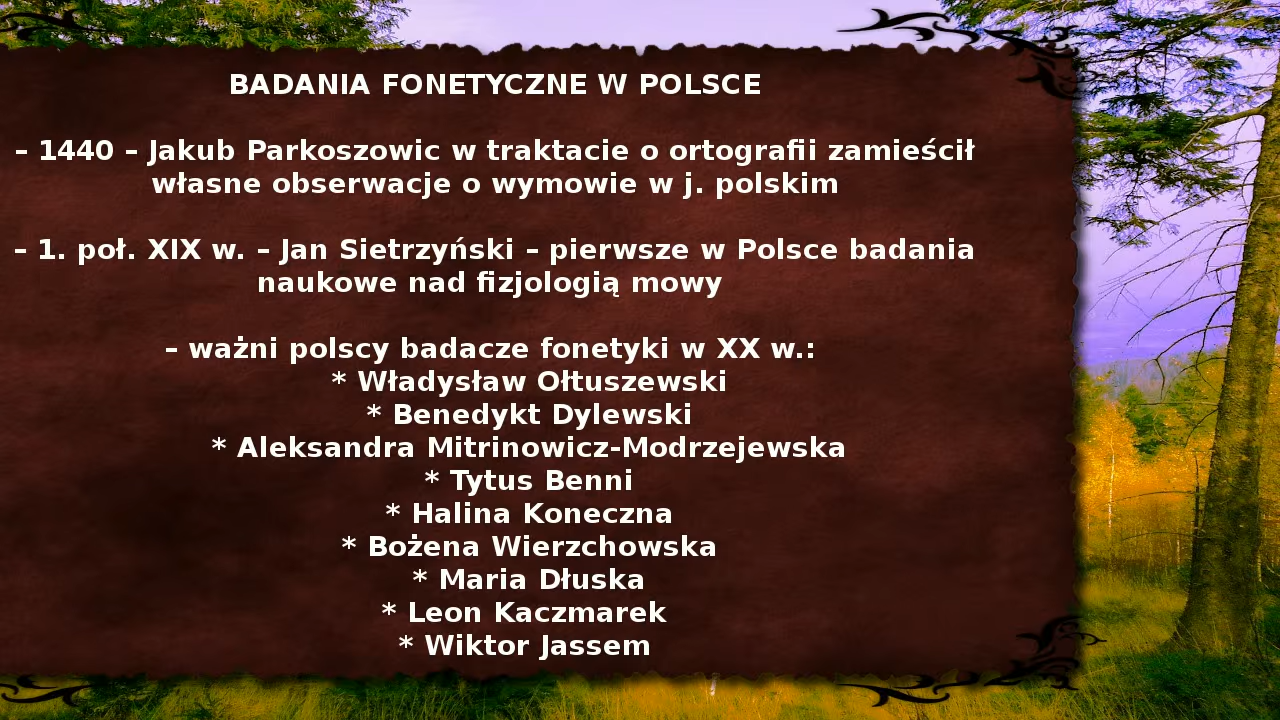 BADANIA FONETYCZNE W POLSCE
– 1440 – Jakub Parkoszowic w traktacie o ortografii zamieścił
własne obserwacje o wymowie w j. polskim
– 1. poł. XIX w. – Jan Sietrzyński – pierwsze w Polsce badania
naukowe nad fizjologią mowy
– ważni polscy badacze fonetyki w XX w.:
* Władysław Ołtuszewski
* Benedykt Dylewski
* Aleksandra Mitrinowicz-Modrzejewska
* Tytus Benni
* Halina Koneczna
* Bożena Wierzchowska
* Maria Dłuska
* Leon Kaczmarek
* Wiktor Jassem